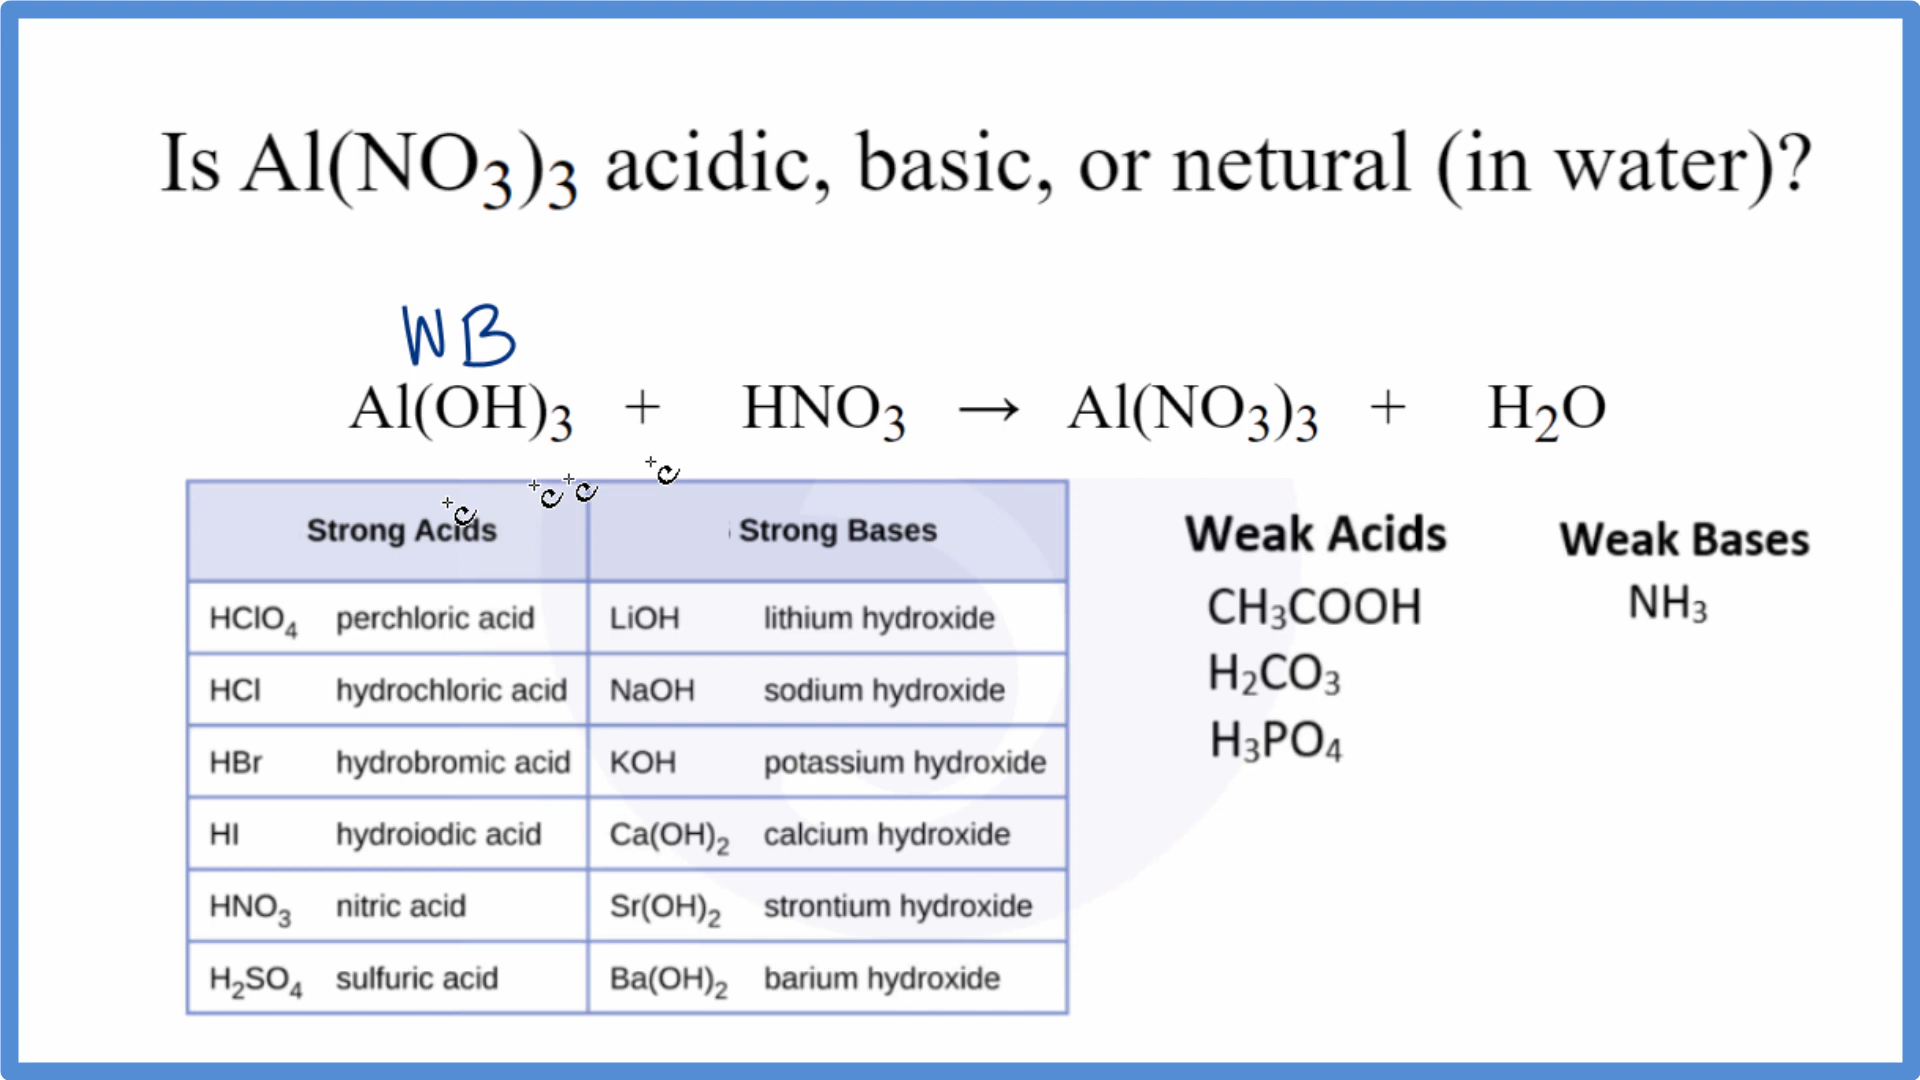 Is Al(NO3)3 acidic, basic, or netural (in water)?
WB
Al(OH)3 + HNO3 → Al(NO3)3 + H2O
Strong Acids Strong Bases
HClO4 perchloric acid LiOH lithium hydroxide
HCl hydrochloric acid NaOH sodium hydroxide
HBr hydrobromic acid KOH potassium hydroxide
HI hydroiodic acid Ca(OH)2 calcium hydroxide
HNO3 nitric acid Sr(OH)2 strontium hydroxide
H2SO4 sulfuric acid Ba(OH)2 barium hydroxide
Weak Acids
CH3COOH
H2CO3
H3PO4
Weak Bases
NH3